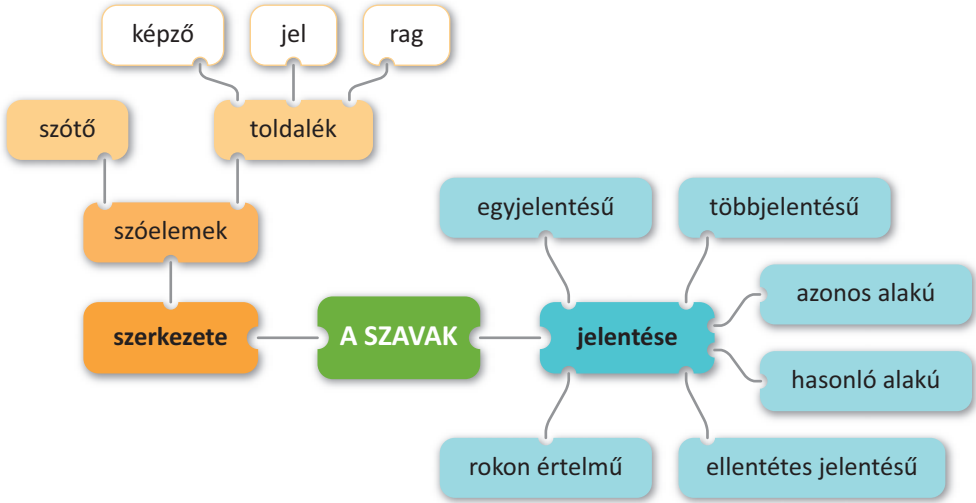 képző
jel
rag
szótő
toldalék
szóelemek
egyjelentésű
többjelentésű
azonos alakú
szerkezete
A SZAVAK
jelentése
hasonló alakú
rokon értelmű
ellentétes jelentésű